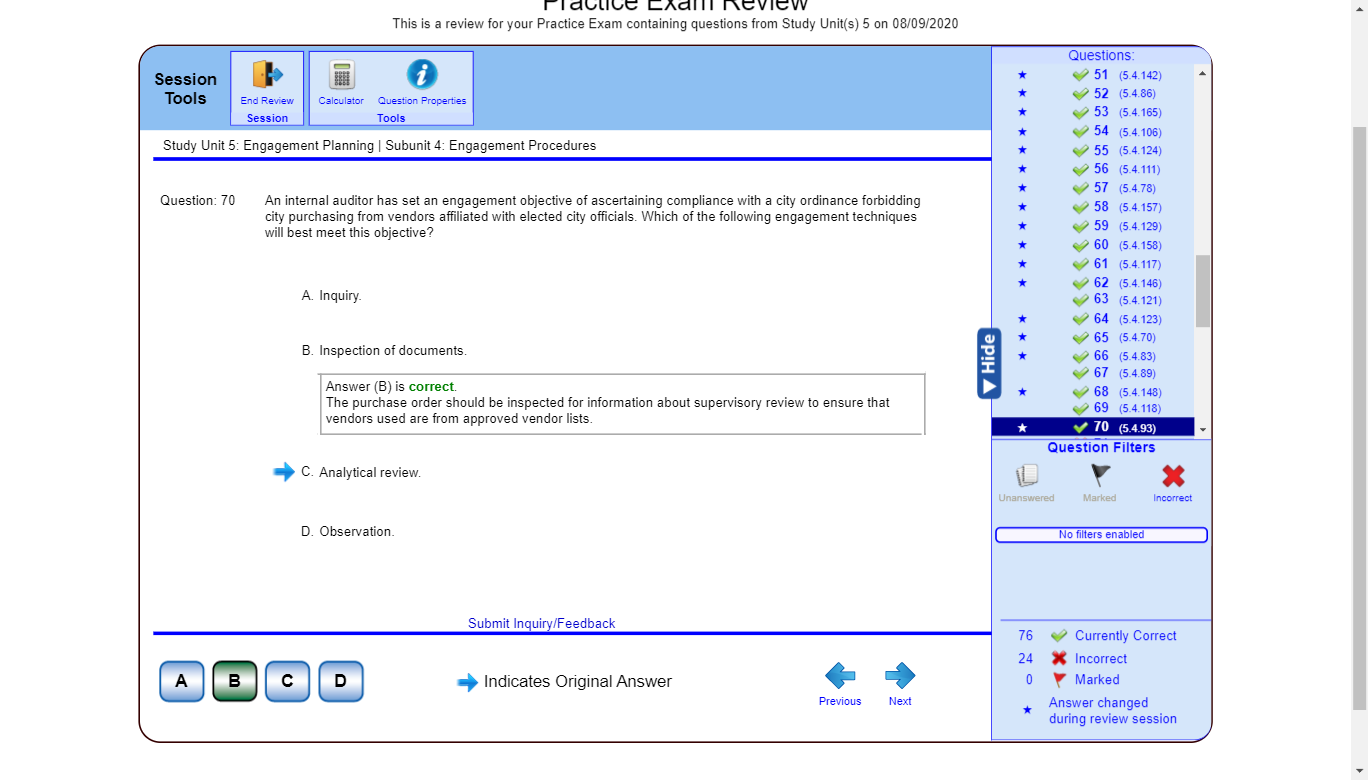 Practice Exam Review
This is a review for your Practice Exam containing questions from Study Unit(s) 5 on 08/09/2020
Session
Tools
End Review
Session
Calculator
Question Properties
Tools
Study Unit 5: Engagement Planning | Subunit 4: Engagement Procedures
Question: 70
An internal auditor has set an engagement objective of ascertaining compliance with a city ordinance forbidding
city purchasing from vendors affiliated with elected city officials. Which of the following engagement techniques
will best meet this objective?
A. Inquiry.
B. Inspection of documents.
Answer (B) is correct.
The purchase order should be inspected for information about supervisory review to ensure that
vendors used are from approved vendor lists.
C. Analytical review.
D. Observation.
Submit Inquiry/Feedback
A
B
C
D
Indicates Original Answer
Previous
Next
Hide
Questions:
51 (5.4.142)
52 (5.4.86)
53 (5.4.165)
54 (5.4.106)
55 (5.4.124)
56 (5.4.111)
57 (5.4.78)
58 (5.4.157)
59 (5.4.129)
60 (5.4.158)
61 (5.4.117)
62 (5.4.146)
63 (5.4.121)
64 (5.4.123)
65 (5.4.70)
66 (5.4.83)
67 (5.4.89)
68 (5.4.148)
69 (5.4.118)
70 (5.4.93)
Question Filters
Unanswered
Marked
Incorrect
No filters enabled
76 Currently Correct
24 Incorrect
0 Marked
Answer changed
during review session